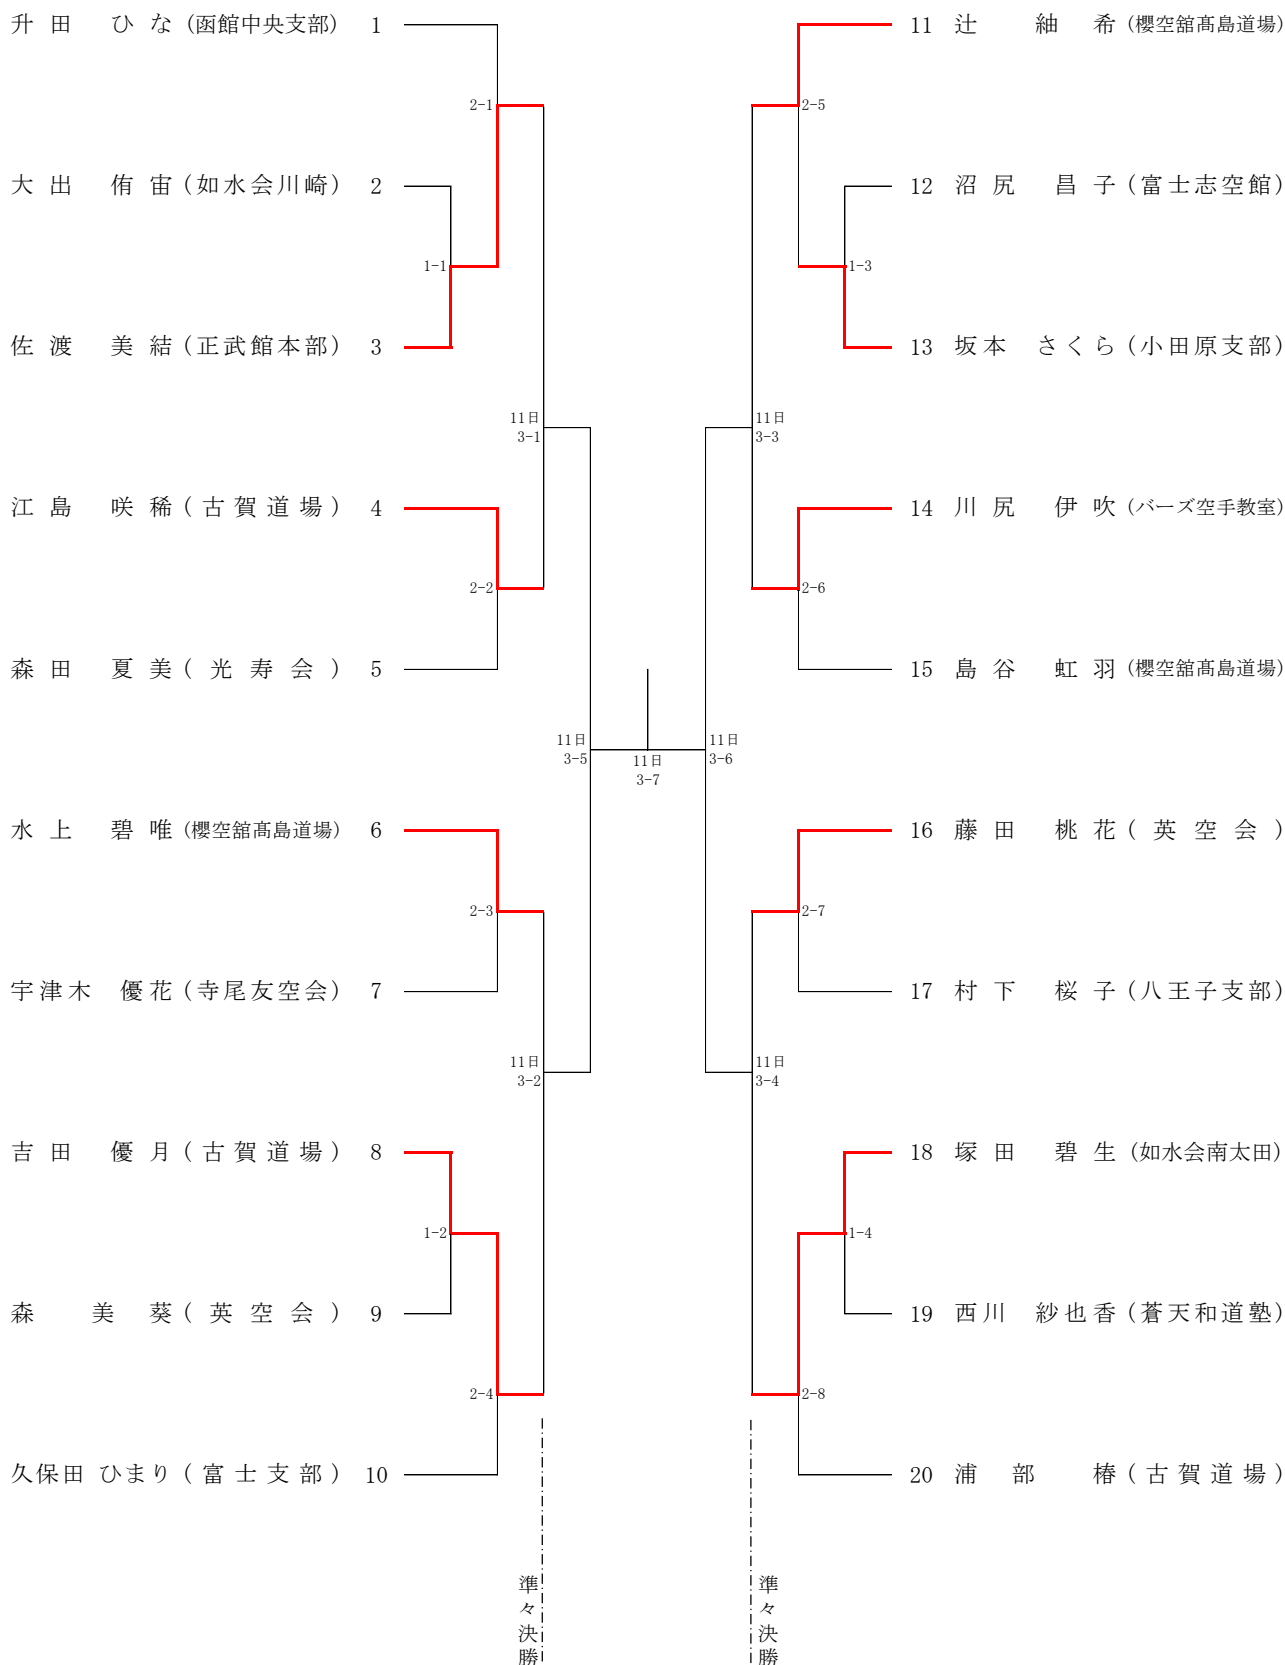 升田 ひな (函館中央支部) 1
2-1
大出 侑宙 (如水会川崎) 2
1-1
佐渡 美結 (正武館本部) 3
11日
3-1
江島 咲稀 (古賀道場) 4
2-2
森田 夏美 (光寿会) 5
11日
3-5
水上 碧唯 (櫻空舘髙島道場) 6
2-3
宇津木 優花 (寺尾友空会) 7
11日
3-2
吉田 優月 (古賀道場) 8
1-2
森 美葵 (英空会) 9
2-4
久保田 ひまり (富士支部) 10
準々決勝
11日
3-7
11 辻 紬希 (櫻空舘髙島道場)
2-5
12 沼尻 昌子 (富士志空館)
1-3
13 坂本 さくら (小田原支部)
11日
3-3
14 川尻 伊吹 (バーズ空手教室)
2-6
15 島谷 虹羽 (櫻空舘髙島道場)
11日
3-6
16 藤田 桃花 (英空会)
2-7
17 村下 桜子 (八王子支部)
11日
3-4
18 塚田 碧生 (如水会南太田)
1-4
19 西川 紗也香 (蒼天和道塾)
2-8
20 浦部 椿 (古賀道場)
準々決勝